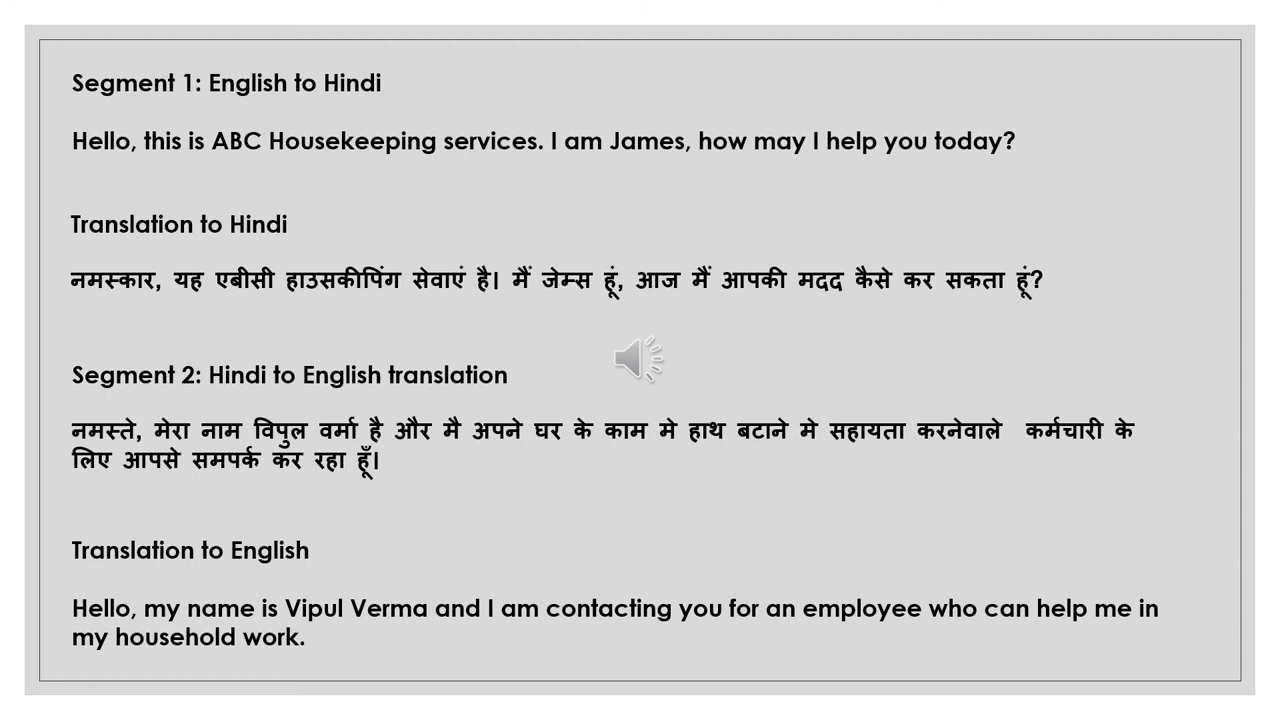 Segment 1: English to Hindi
Hello, this is ABC Housekeeping services. I am James, how may I help you today?
Translation to Hindi
नमस्कार, यह एबीसी हाउसकीपिंग सेवाएं है। मैं जेम्स हूं, आज मैं आपकी मदद कैसे कर सकता हूं?
Segment 2: Hindi to English translation
नमस्ते, मेरा नाम विपुल वर्मा है और मै अपने घर के काम मे हाथ बटाने मे सहायता करनेवाले कर्मचारी के
लिए आपसे समपर्क कर रहा हूँ।
Translation to English
Hello, my name is Vipul Verma and I am contacting you for an employee who can help me in
my household work.